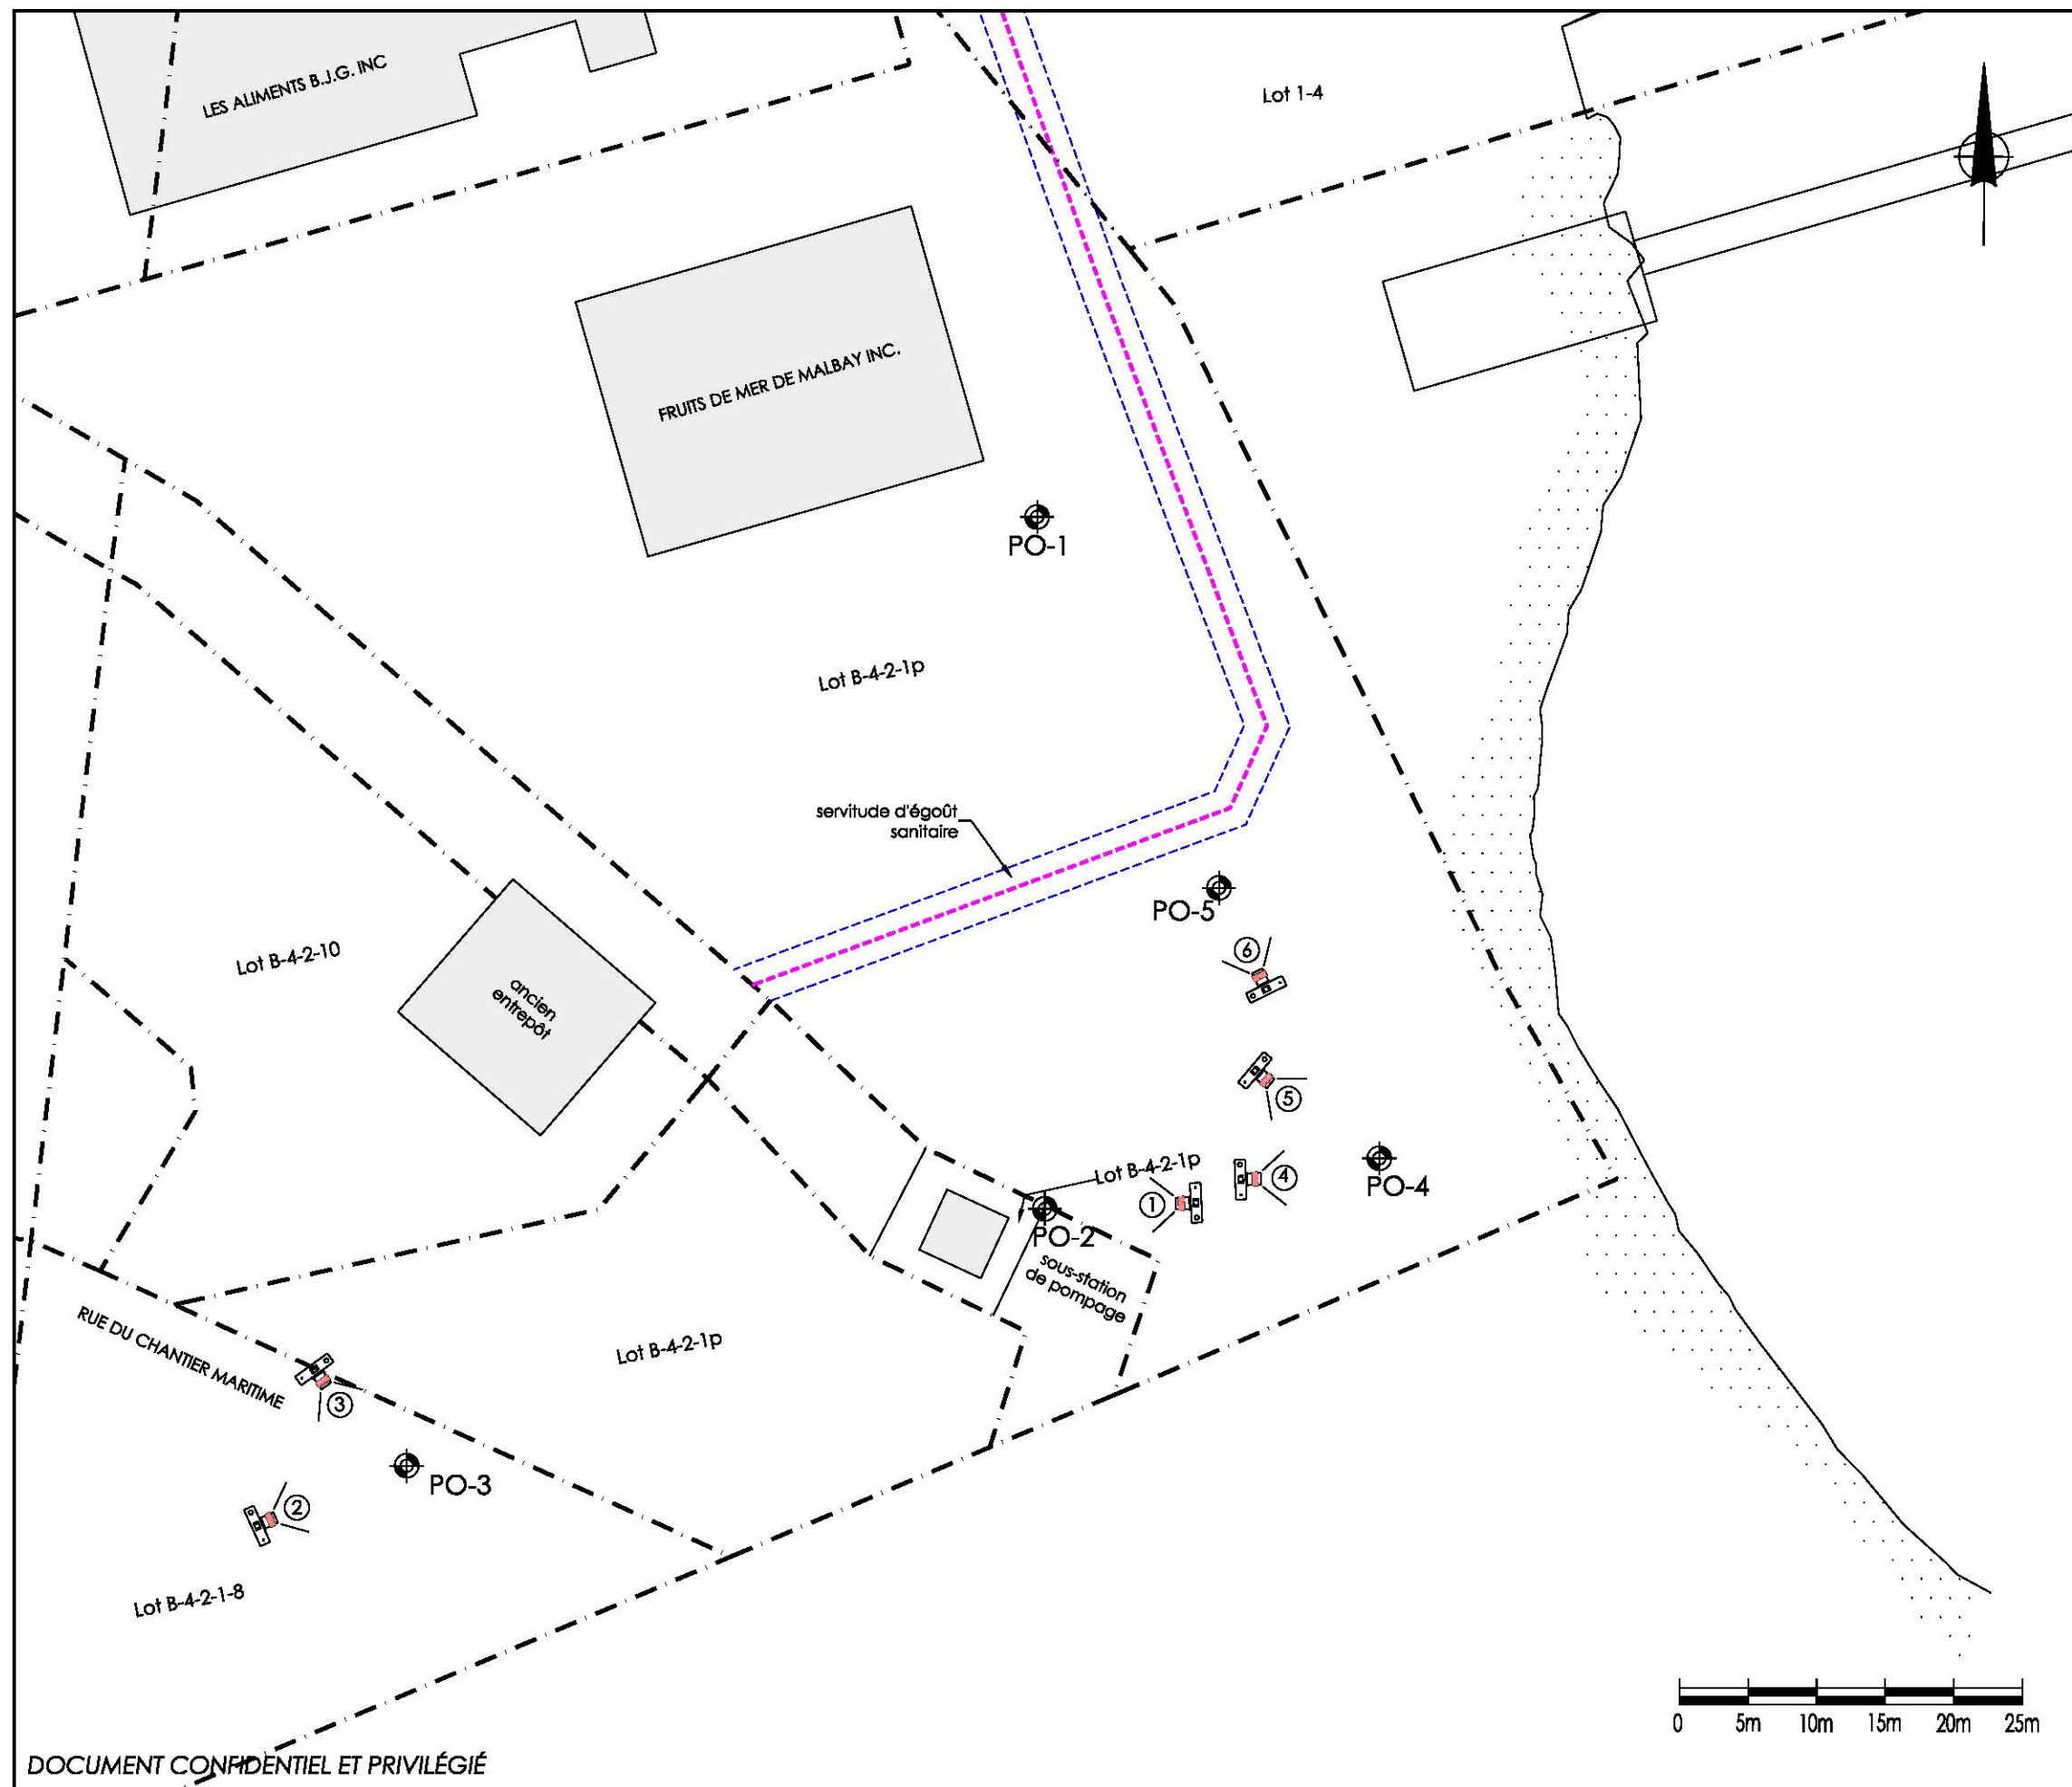 LES ALIMENTS B.J.G. INC
Lot 1-4
FRUITS DE MER DE MALBAY INC.
PO-1
Lot B-4-2-1p
servitude d'égoût
sanitaire
PO-5
6
Lot B-4-2-10
ancien
entrepôt
5
Lot B-4-2-1p
4
1
PO-4
PO-2
sous-station
de pompage
RUE DU CHANTIER MARITIME
Lot B-4-2-1p
3
PO-3
2
Lot B-4-2-1-8
0 5m 10m 15m 20m 25m
DOCUMENT CONFIDENTIEL ET PRIVILÉGIÉ